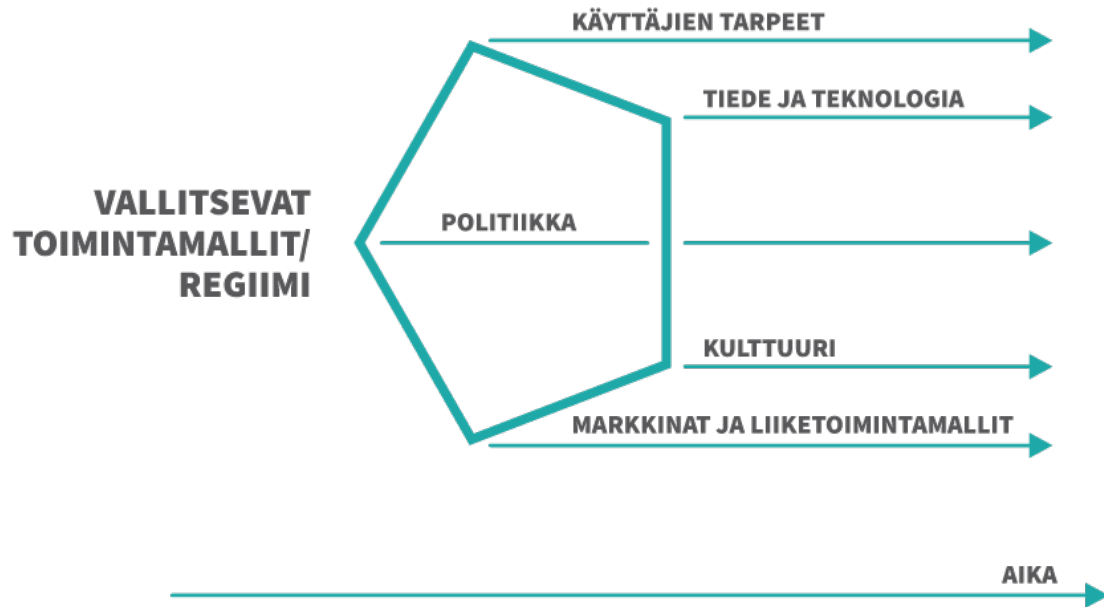 KÄYTTÄJIEN TARPEET
TIEDE JA TEKNOLOGIA
VALLITSEVAT
TOIMINTAMALLIT/
REGIIMI
POLITIIKKA
KULTTUURI
MARKKINAT JA LIIKETOIMINTAMALLIT
AIKA